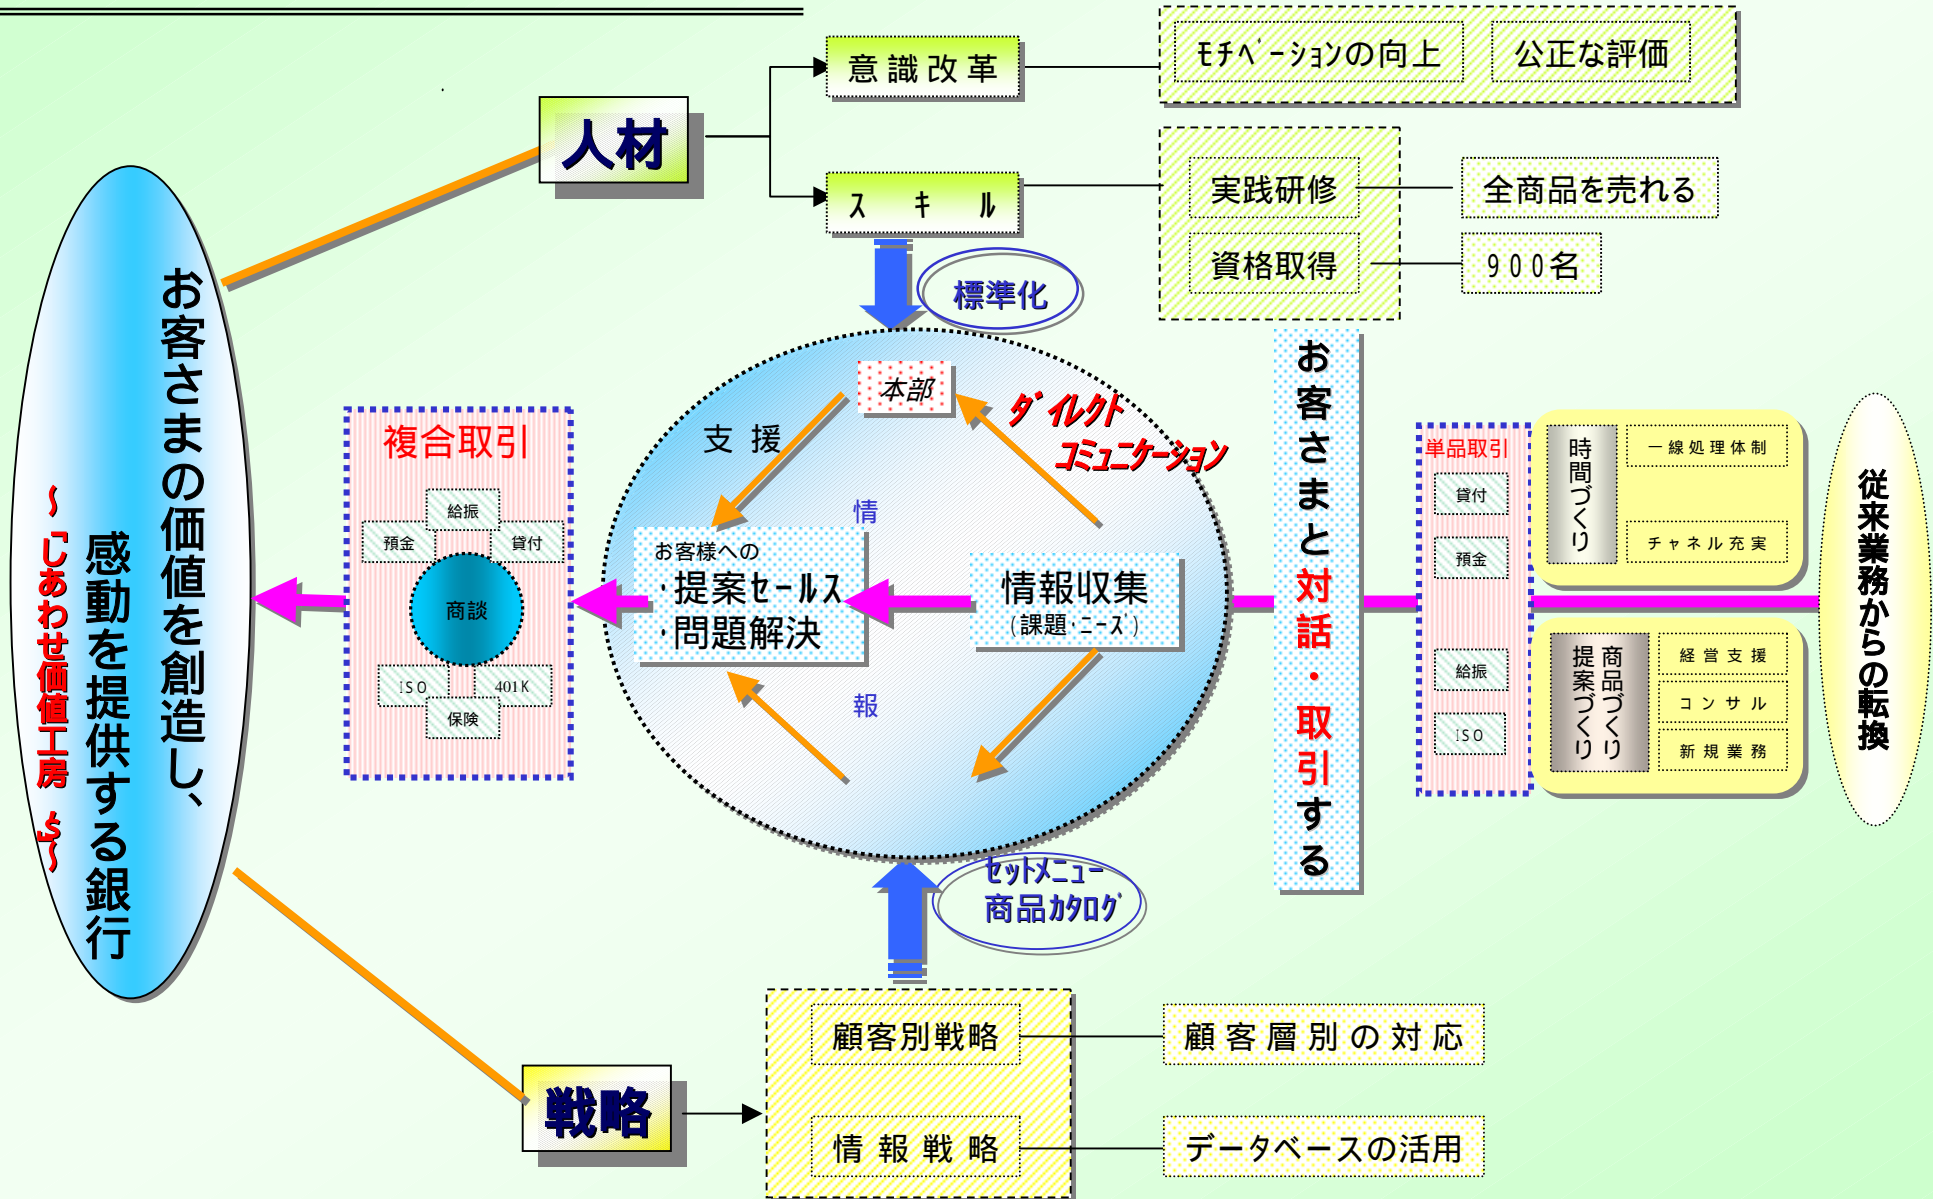 意識改革
ﾓﾁﾍﾞｰｼｮﾝの向上
公正な評価
人材
ｽｷﾙ
実践研修
全商品を売れる
資格取得
９００名
標準化
お客さまの価値を創造し、
感動を提供する銀行
～「しあわせ価値工房 」～
複合取引
給振
預金
貸付
商談
ISO
401K
保険
本部
支援
ﾀﾞｲﾚｸﾄ
ｺﾐｭﾆｹｰｼｮﾝ
情
報
お客様への
・提案ｾｰﾙｽ
・問題解決
情報収集
(課題・ﾆｰｽﾞ)
お客さまと対話・取引する
単品取引
貸付
預金
給振
ISO
時間づくり
一線処理体制
チャネル充実
商品づくり
提案づくり
経営支援
コンサル
新規業務
従来業務からの転換
ｾｯﾄﾒﾆｭｰ
商品ｶﾀﾛｸﾞ
戦略
顧客別戦略
顧客層別の対応
情報戦略
データベースの活用